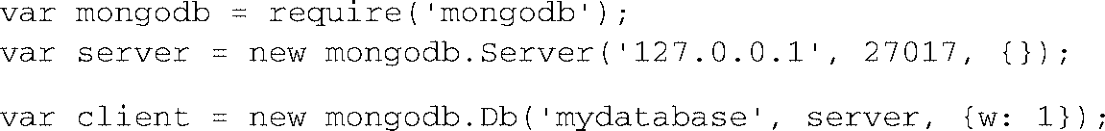 var mongodb = require('mongodb');
var server = new mongodb.Server('127.0.0.1', 27017, {});
var client = new mongodb.Db('mydatabase', server, {w: 1});